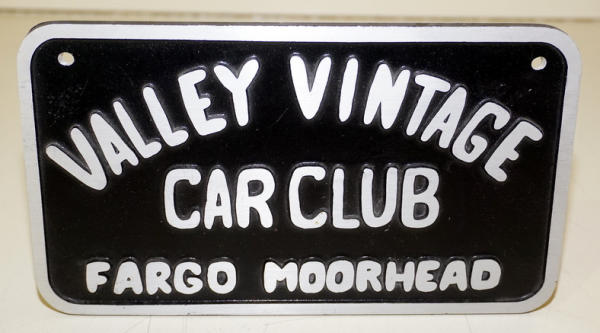 VALLEY VINTAGE
CAR CLUB
FARGO MOORHEAD